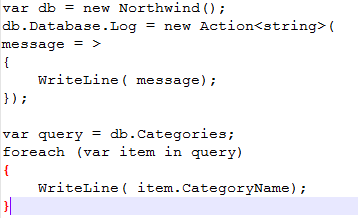 var db = new Northwind();
db.Database.Log = new Action<string>(
message = >
{
    WriteLine( message);
});

var query = db.Categories;
foreach (var item in query)
{
    WriteLine( item.CategoryName);
}